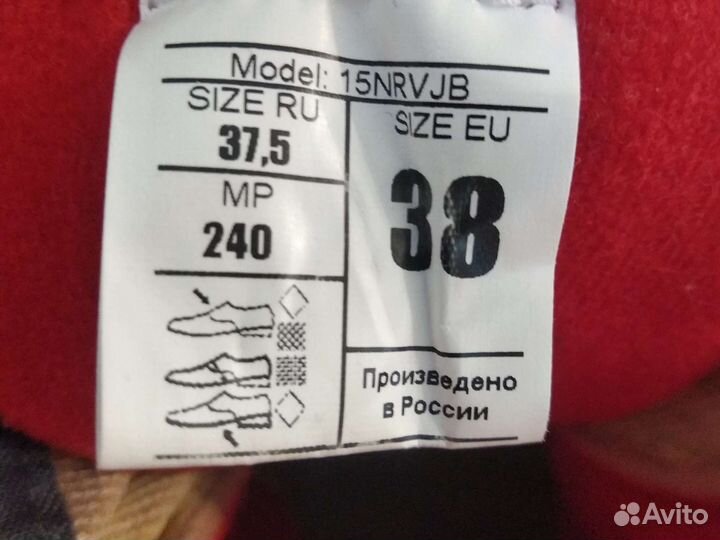 Model: 15NRVJB
SIZE RU
37,5
MP
240
SIZE EU
38
Произведено
в России
Avito